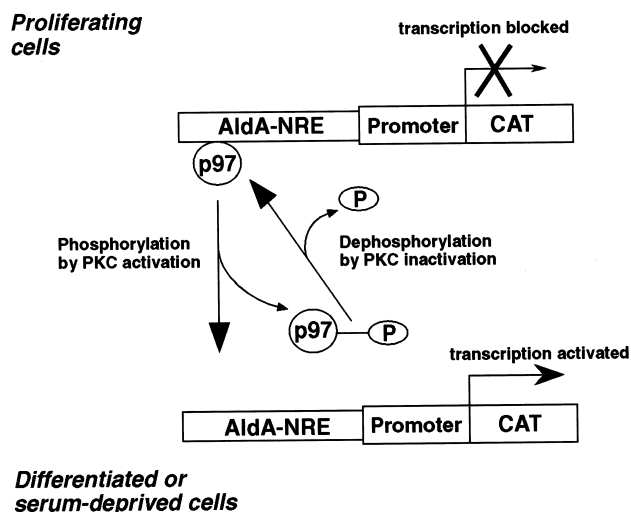 Proliferating
cells
transcription blocked
AldA-NRE
Promoter
CAT
p97
P
Phosphorylation
by PKC activation
Dephosphorylation
by PKC inactivation
p97
P
transcription activated
AldA-NRE
Promoter
CAT
Differentiated or
serum-deprived cells